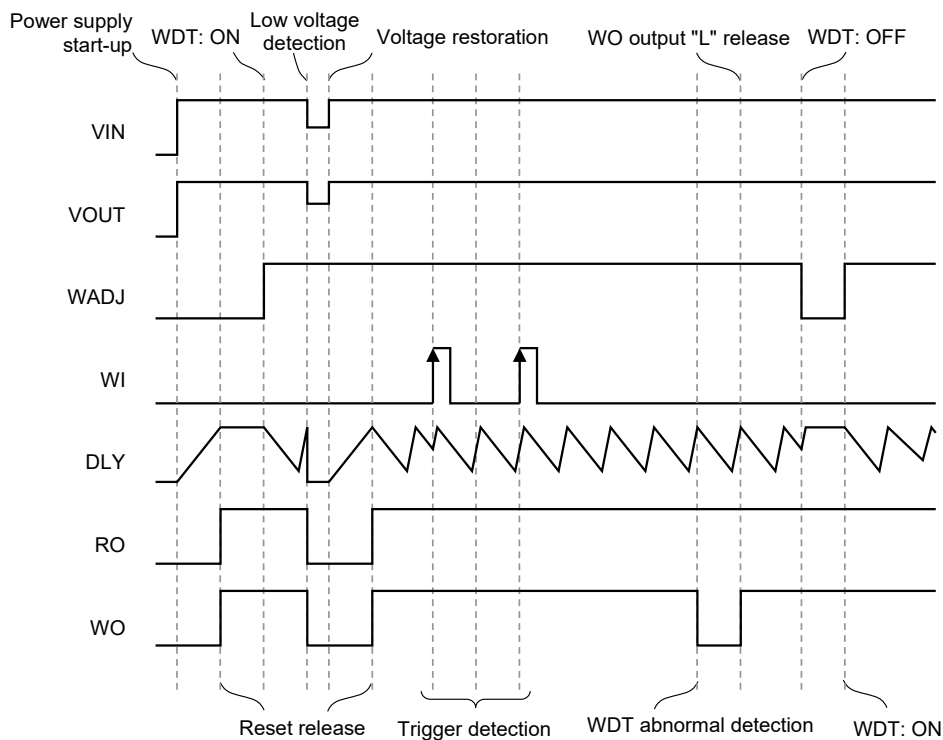 Power supply
start-up
WDT: ON
Low voltage
detection
Voltage restoration
WO output "L" release
WDT: OFF
VIN
VOUT
WADJ
WI
DLY
RO
WO
Reset release
Trigger detection
WDT abnormal detection
WDT: ON